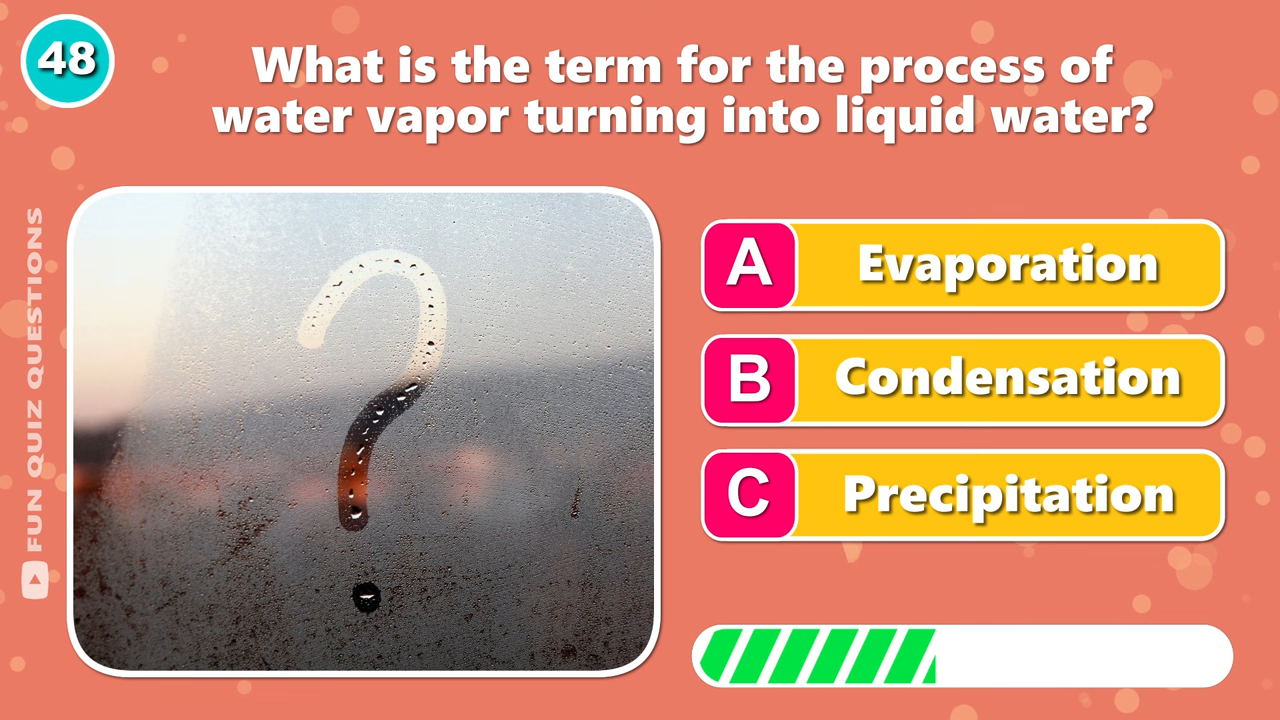 48
What is the term for the process of
water vapor turning into liquid water?
FUN QUIZ QUESTIONS
?
A Evaporation
B Condensation
C Precipitation